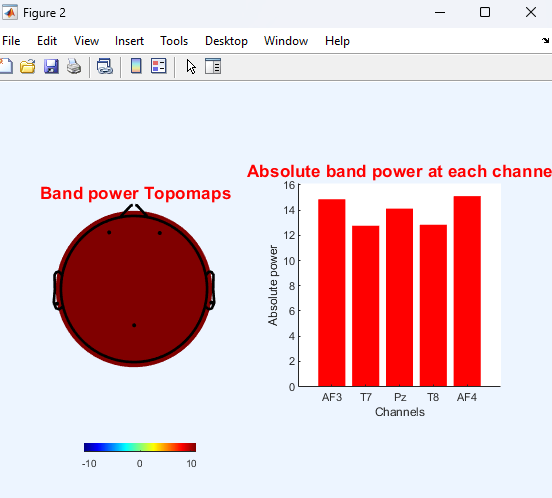 Figure 2
File Edit View Insert Tools Desktop Window Help
Band power Topomaps
-10 0 10
Absolute band power at each channe
16
14
12
10
8
6
4
2
0
Absolute power
AF3 T7 Pz T8 AF4
Channels